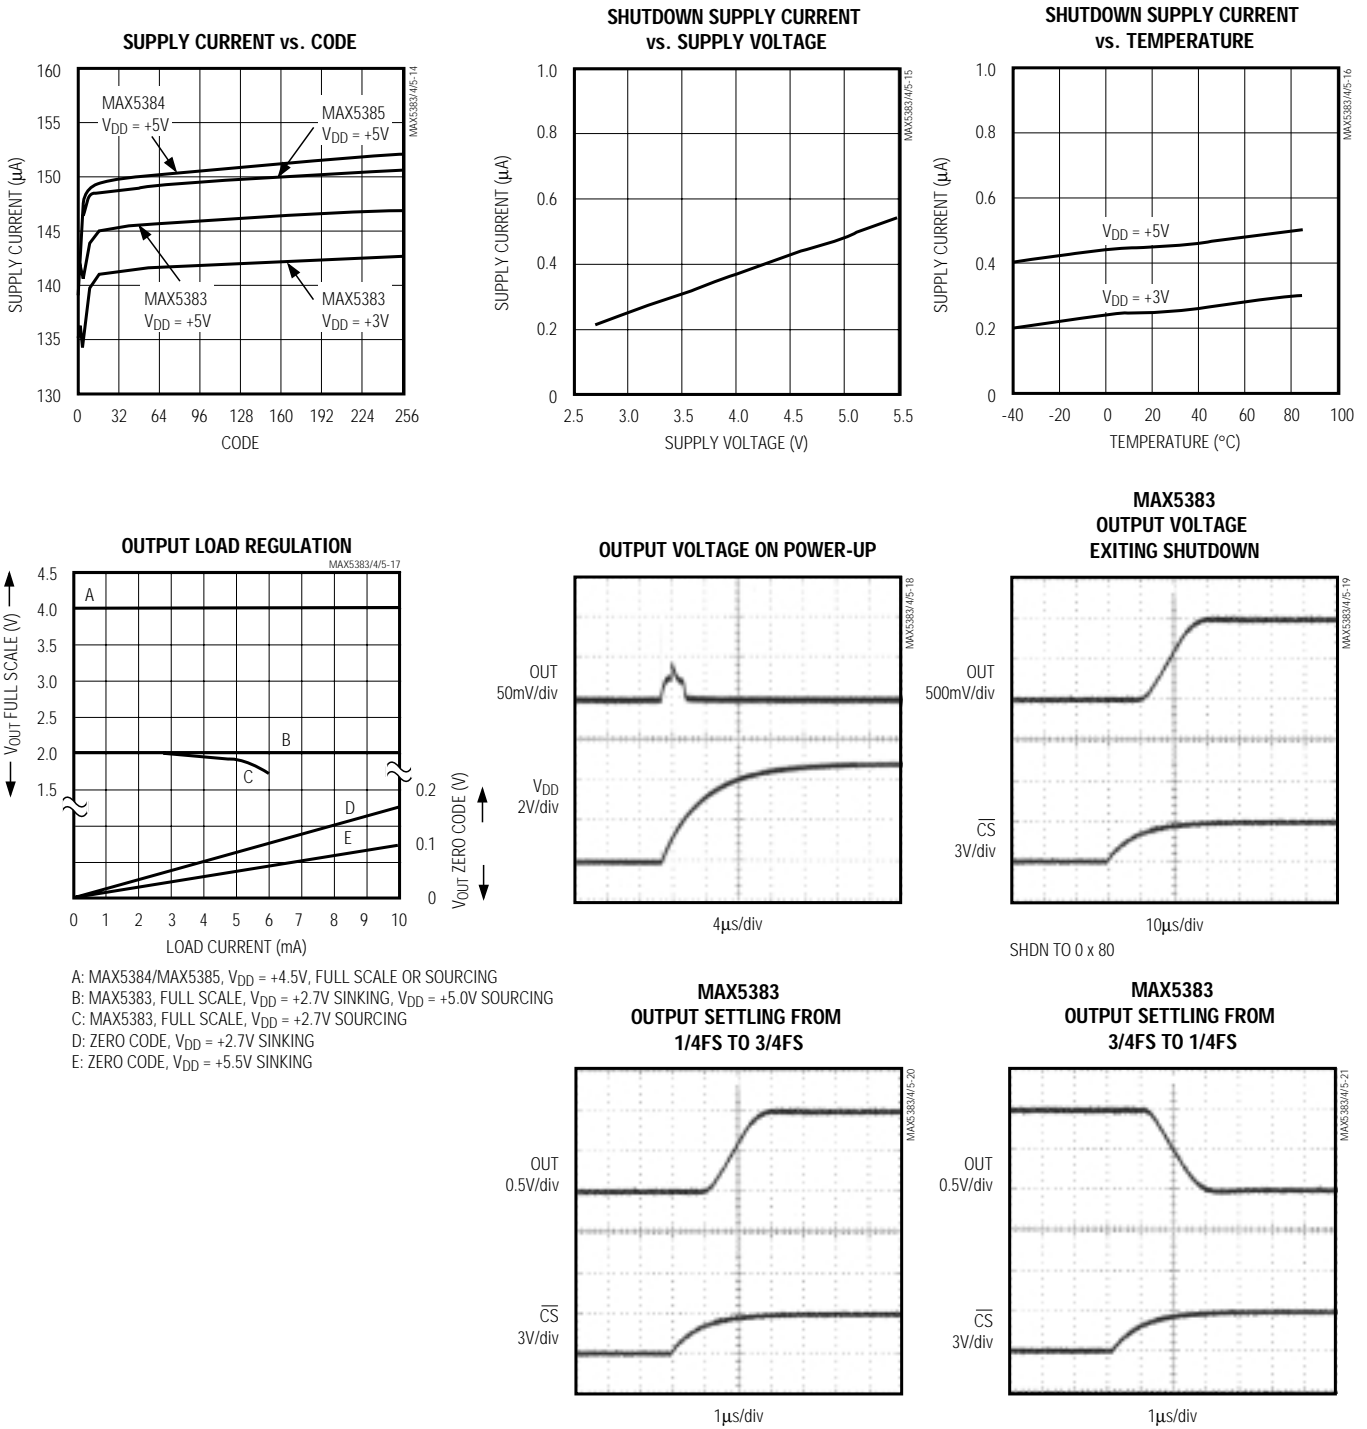 SUPPLY CURRENT vs. CODE
MAX5383/4/5-14
SUPPLY CURRENT (µA)
160
155
150
145
140
135
130
MAX5384
VDD = +5V
MAX5385
VDD = +5V
MAX5383
VDD = +5V
MAX5383
VDD = +3V
0 32 64 96 128 160 192 224 256
CODE
SHUTDOWN SUPPLY CURRENT
vs. SUPPLY VOLTAGE
MAX5383/4/5-15
SUPPLY CURRENT (µA)
1.0
0.8
0.6
0.4
0.2
0
2.5 3.0 3.5 4.0 4.5 5.0 5.5
SUPPLY VOLTAGE (V)
SHUTDOWN SUPPLY CURRENT
vs. TEMPERATURE
MAX5383/4/5-16
SUPPLY CURRENT (µA)
1.0
0.8
0.6
0.4
0.2
0
VDD = +5V
VDD = +3V
-40 -20 0 20 40 60 80 100
TEMPERATURE (°C)
OUTPUT LOAD REGULATION
MAX5383/4/5-17
VOUT FULL SCALE (V)
4.5
4.0
3.5
3.0
2.5
2.0
1.5
A
B
C
D
E
0.2
0.1
0
VOUT ZERO CODE (V)
0 1 2 3 4 5 6 7 8 9 10
LOAD CURRENT (mA)
A: MAX5384/MAX5385, VDD = +4.5V, FULL SCALE OR SOURCING
B: MAX5383, FULL SCALE, VDD = +2.7V SINKING, VDD = +5.0V SOURCING
C: MAX5383, FULL SCALE, VDD = +2.7V SOURCING
D: ZERO CODE, VDD = +2.7V SINKING
E: ZERO CODE, VDD = +5.5V SINKING
OUTPUT VOLTAGE ON POWER-UP
MAX5383/4/5-18
OUT
50mV/div
VDD
2V/div
4µs/div
MAX5383
OUTPUT VOLTAGE
EXITING SHUTDOWN
MAX5383/4/5-19
OUT
500mV/div
CS
3V/div
10µs/div
SHDN TO 0 x 80
MAX5383
OUTPUT SETTLING FROM
1/4FS TO 3/4FS
MAX5383/4/5-20
OUT
0.5V/div
CS
3V/div
1µs/div
MAX5383
OUTPUT SETTLING FROM
3/4FS TO 1/4FS
MAX5383/4/5-21
OUT
0.5V/div
CS
3V/div
1µs/div